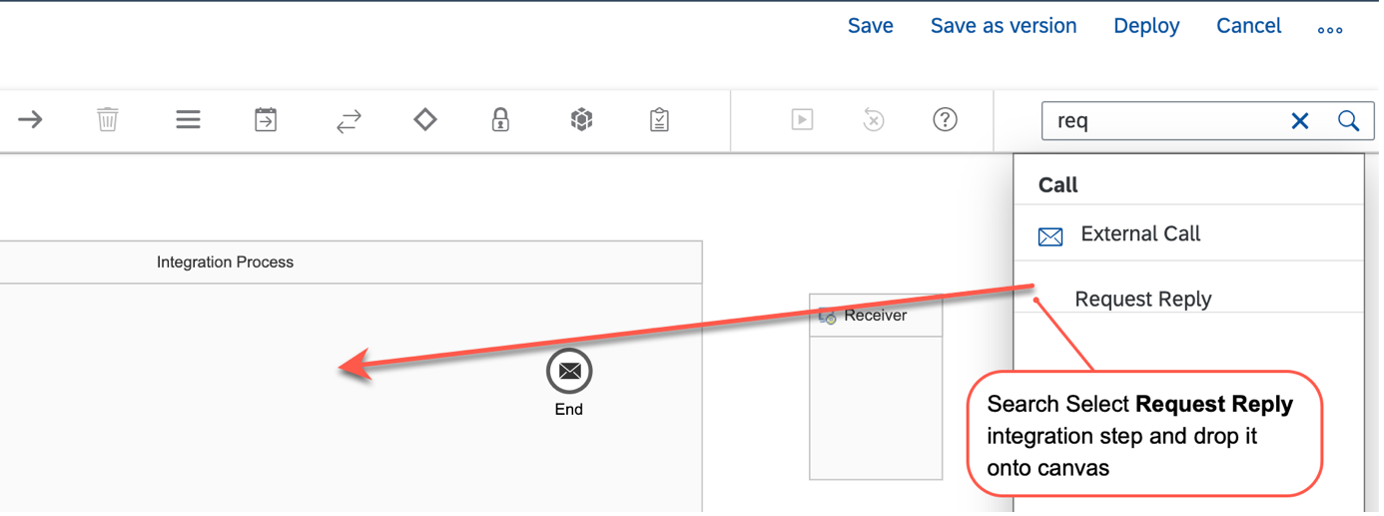 Save Save as version Deploy Cancel
req
Call
External Call
Integration Process
Request Reply
Receiver
End
Search Select Request Reply
integration step and drop it
onto canvas